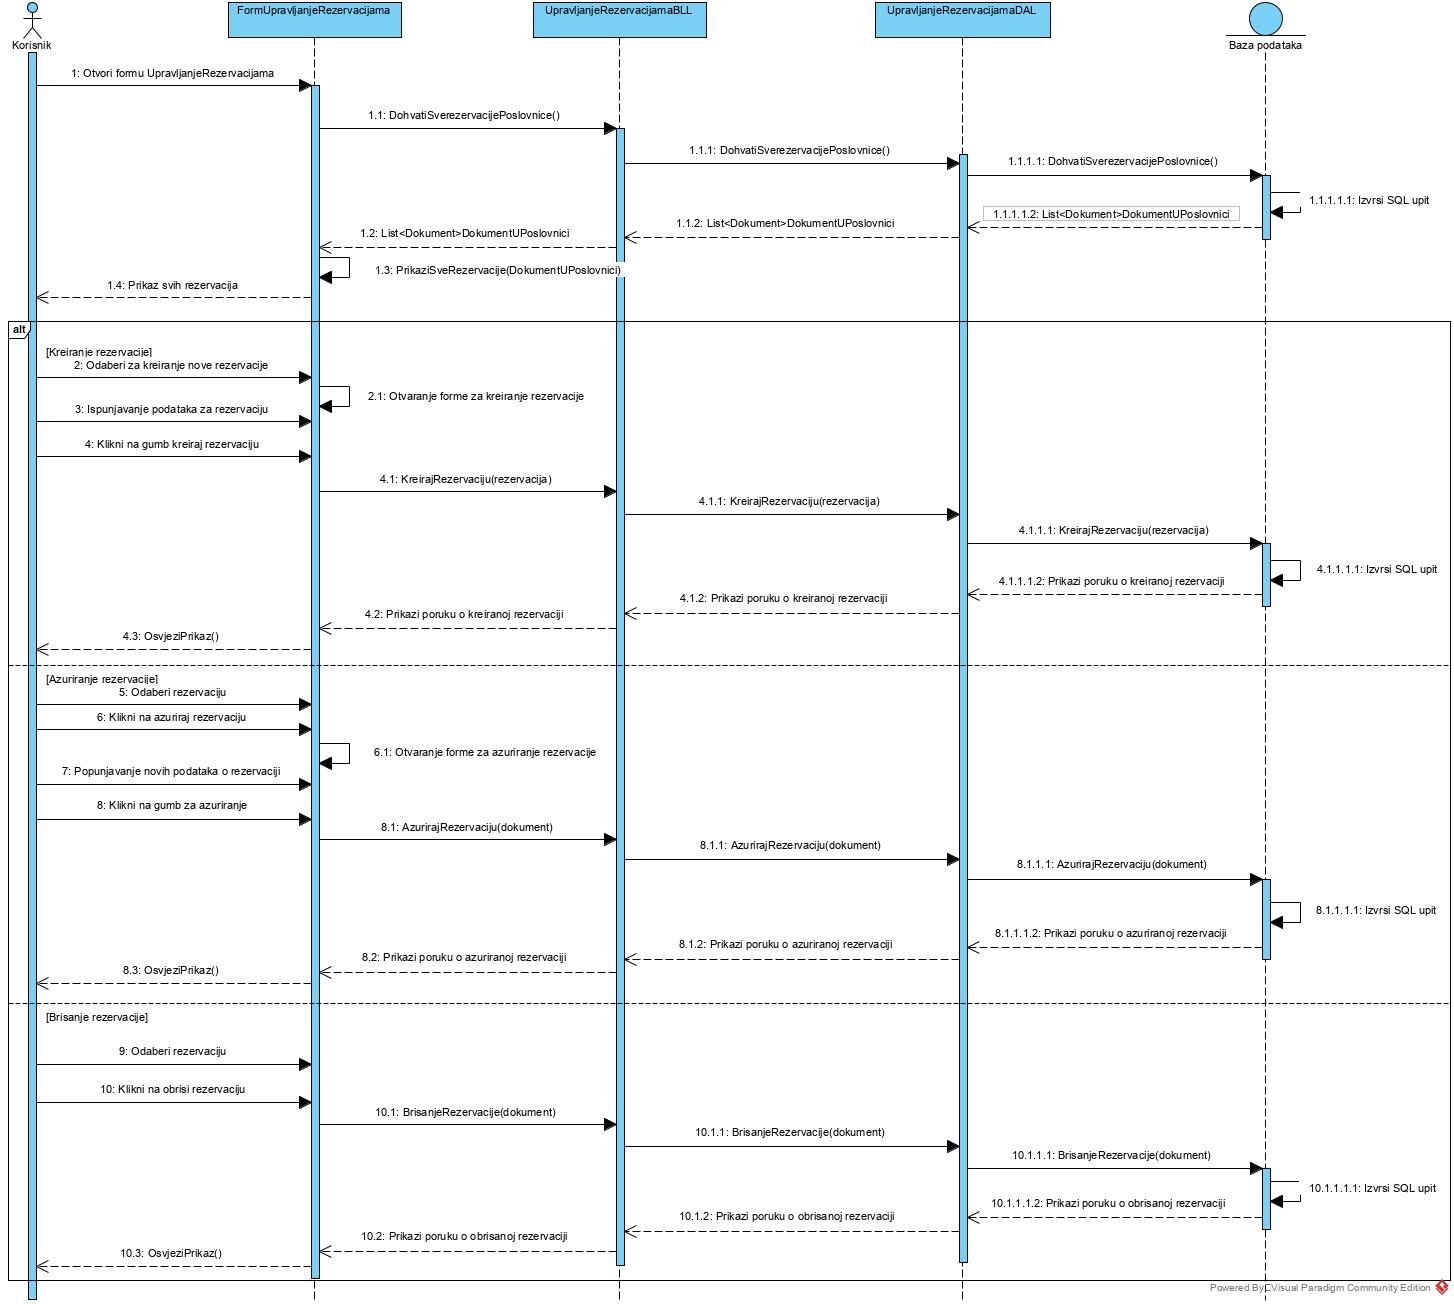 FormUpravljanjeRezervacijama
UpravljanjeRezervacijamaBLL
UpravljanjeRezervacijamaDAL
Korisnik
Baza podataka
1: Otvori formu UpravljanjeRezervacijama
1.1: DohvatiSverezervacijePoslovnice()
1.1.1: DohvatiSverezervacijePoslovnice()
1.1.1.1: DohvatiSverezervacijePoslovnice()
1.1.1.1.1: Izvrsi SQL upit
1.1.1.1.2: List<Dokument>DokumentUPoslovnici
1.1.2: List<Dokument>DokumentUPoslovnici
1.2: List<Dokument>DokumentUPoslovnici
1.3: PrikaziSveRezervacije(DokumentUPoslovnici)
1.4: Prikaz svih rezervacija
alt
[Kreiranje rezervacije]
2: Odaberi za kreiranje nove rezervacije
2.1: Otvaranje forme za kreiranje rezervacije
3: Ispunjavanje podataka za rezervaciju
4: Klikni na gumb kreiraj rezervaciju
4.1: KreirajRezervaciju(rezervacija)
4.1.1: KreirajRezervaciju(rezervacija)
4.1.1.1: KreirajRezervaciju(rezervacija)
4.1.1.1.1: Izvrsi SQL upit
4.1.1.1.2: Prikazi poruku o kreiranoj rezervaciji
4.1.2: Prikazi poruku o kreiranoj rezervaciji
4.2: Prikazi poruku o kreiranoj rezervaciji
4.3: OsvjeziPrikaz()
[Azuriranje rezervacije]
5: Odaberi rezervaciju
6: Klikni na azuriraj rezervaciju
6.1: Otvaranje forme za azuriranje rezervacije
7: Popunjavanje novih podataka o rezervaciji
8: Klikni na gumb za azuriranje
8.1: AzurirajRezervaciju(dokument)
8.1.1: AzurirajRezervaciju(dokument)
8.1.1.1: AzurirajRezervaciju(dokument)
8.1.1.1.1: Izvrsi SQL upit
8.1.1.1.2: Prikazi poruku o azuriranoj rezervaciji
8.1.2: Prikazi poruku o azuriranoj rezervaciji
8.2: Prikazi poruku o azuriranoj rezervaciji
8.3: OsvjeziPrikaz()
[Brisanje rezervacije]
9: Odaberi rezervaciju
10: Klikni na obrisi rezervaciju
10.1: BrisanjeRezervacije(dokument)
10.1.1: BrisanjeRezervacije(dokument)
10.1.1.1: BrisanjeRezervacije(dokument)
10.1.1.1.1: Izvrsi SQL upit
10.1.1.1.2: Prikazi poruku o obrisanoj rezervaciji
10.1.2: Prikazi poruku o obrisanoj rezervaciji
10.2: Prikazi poruku o obrisanoj rezervaciji
10.3: OsvjeziPrikaz()
Powered By Visual Paradigm Community Edition